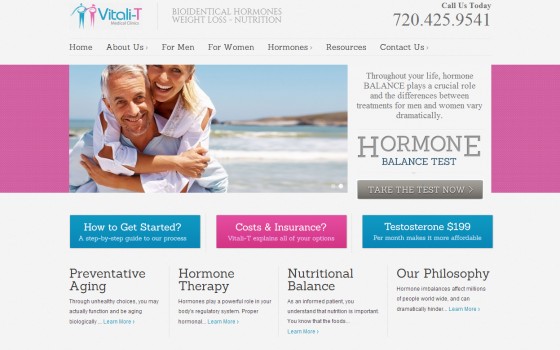 Vitali-T
Medical Clinics
BIOIDENTICAL HORMONES
WEIGHT LOSS - NUTRITION
Call Us Today
720.425.9541
Home About Us › For Men For Women Hormones › Resources Contact Us ›
Throughout your life, hormone
BALANCE plays a crucial role
and the differences between
treatments for men and women vary
dramatically.
HORMONE
BALANCE TEST
TAKE THE TEST NOW ›
How to Get Started?
A step-by-step guide to our process
Costs & Insurance?
Vitali-T explains all of your options
Testosterone $199
Per month makes it more affordable
Preventative
Aging
Through unhealthy choices, you may
actually function and be aging
biologically ... Learn More ›
Hormone
Therapy
Hormones play a powerful role in your
body's regulatory system. Proper
hormonal... Learn More ›
Nutritional
Balance
As an informed patient, you
understand that nutrition is important.
You know that the foods...
Learn More ›
Our Philosophy
Hormone imbalances affect millions
of people world wide, and can
dramatically hinder... Learn More ›